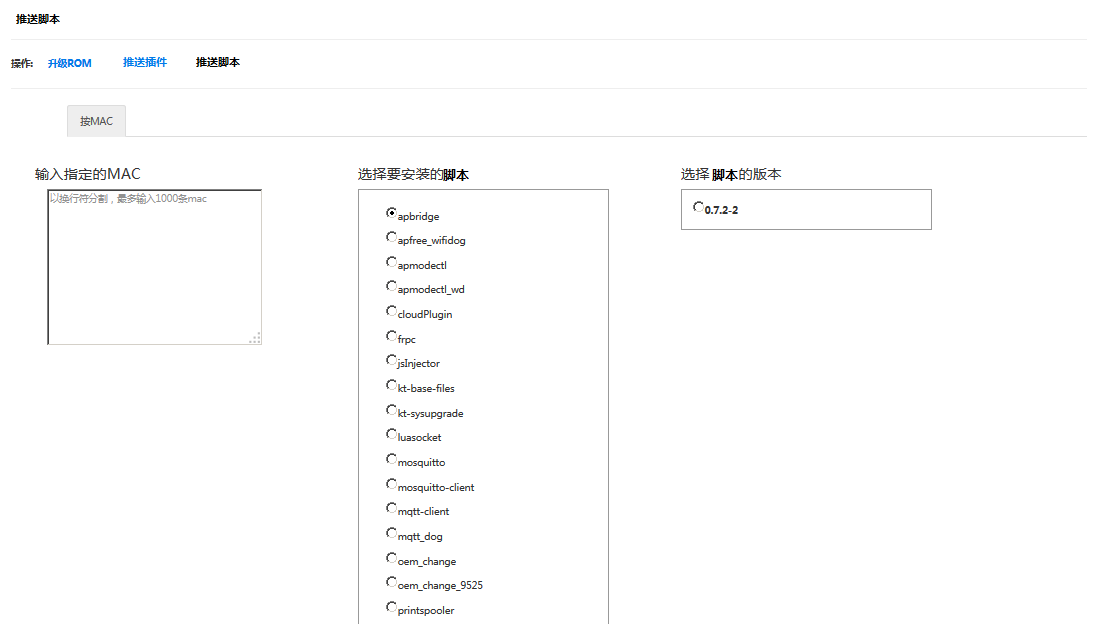 推送脚本
操作: 升级ROM 推送插件 推送脚本
按MAC
输入指定的MAC
以换行符分割，最多输入1000条mac
选择要安装的脚本
apbridge
apfree_wifidog
apmodectl
apmodectl_wd
cloudPlugin
frpc
jsInjector
kt-base-files
kt-sysupgrade
luasocket
mosquitto
mosquitto-client
mqtt-client
mqtt_dog
oem_change
oem_change_9525
printspooler
选择 脚本的版本
0.7.2-2